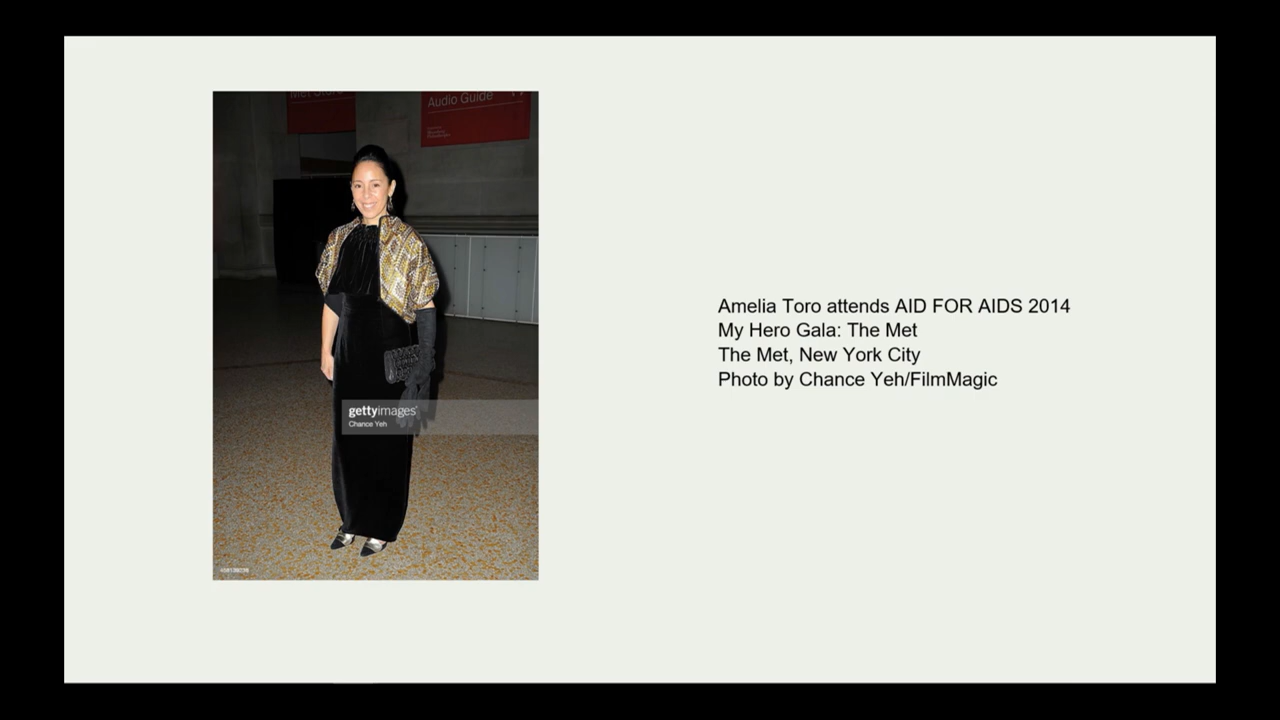 Audio Guide
gettyimages®
Chance Yeh
Amelia Toro attends AID FOR AIDS 2014
My Hero Gala: The Met
The Met, New York City
Photo by Chance Yeh/FilmMagic